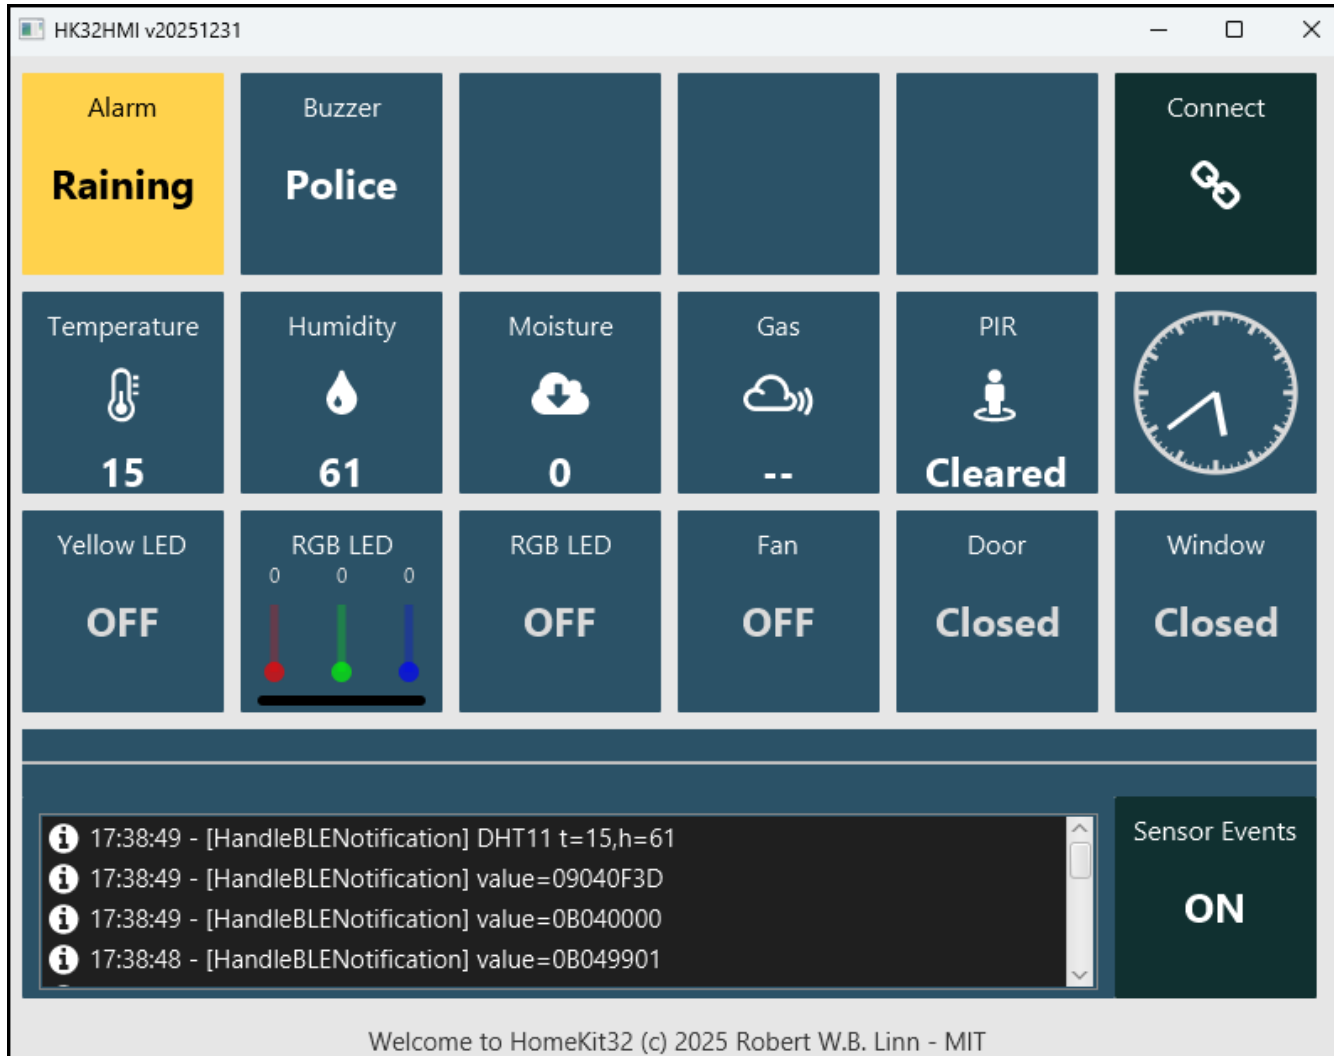 HK32HMI v20251231
Alarm
Raining
Buzzer
Police
Connect
Temperature
15
Humidity
61
Moisture
0
Gas
--
PIR
Cleared
Yellow LED
OFF
RGB LED
0 0 0
RGB LED
OFF
Fan
OFF
Door
Closed
Window
Closed
17:38:49 - [HandleBLENotification] DHT11 t=15,h=61
17:38:49 - [HandleBLENotification] value=09040F3D
17:38:49 - [HandleBLENotification] value=0B040000
17:38:48 - [HandleBLENotification] value=0B049901
Sensor Events
ON
Welcome to HomeKit32 (c) 2025 Robert W.B. Linn - MIT